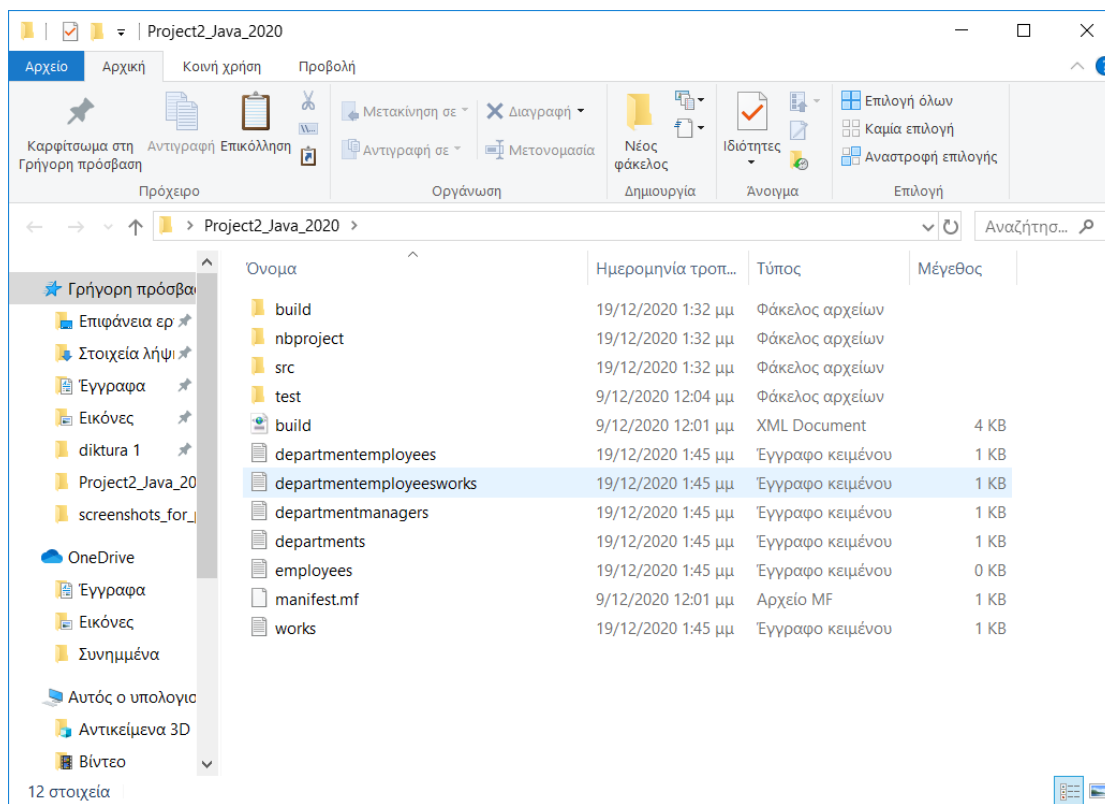 Project2_Java_2020
Αρχείο Αρχική Κοινή χρήση Προβολή
Καρφίτσωμα στη Γρήγορη πρόσβαση
Αντιγραφή
Επικόλληση
Πρόχειρο
Μετακίνηση σε
Αντιγραφή σε
Διαγραφή
Μετονομασία
Οργάνωση
Νέος φάκελος
Δημιουργία
Ιδιότητες
Άνοιγμα
Επιλογή όλων
Καμία επιλογή
Αναστροφή επιλογής
Επιλογή
Project2_Java_2020
Αναζήτησ...
Γρήγορη πρόσβα
Επιφάνεια ερ
Στοιχεία λήψ
Έγγραφα
Εικόνες
diktura 1
Project2_Java_20
screenshots_for_
OneDrive
Έγγραφα
Εικόνες
Συνημμένα
Αυτός ο υπολογισ
Αντικείμενα 3D
Βίντεο
Όνομα Ημερομηνία τροπ... Τύπος Μέγεθος
build 19/12/2020 1:32 μμ Φάκελος αρχείων
nbproject 19/12/2020 1:32 μμ Φάκελος αρχείων
src 19/12/2020 1:32 μμ Φάκελος αρχείων
test 9/12/2020 12:04 μμ Φάκελος αρχείων
build 9/12/2020 12:01 μμ XML Document 4 KB
departmentemployees 19/12/2020 1:45 μμ Έγγραφο κειμένου 1 KB
departmentemployeesworks 19/12/2020 1:45 μμ Έγγραφο κειμένου 1 KB
departmentmanagers 19/12/2020 1:45 μμ Έγγραφο κειμένου 1 KB
departments 19/12/2020 1:45 μμ Έγγραφο κειμένου 1 KB
employees 19/12/2020 1:45 μμ Έγγραφο κειμένου 0 KB
manifest.mf 9/12/2020 12:01 μμ Αρχείο MF 1 KB
works 19/12/2020 1:45 μμ Έγγραφο κειμένου 1 KB
12 στοιχεία